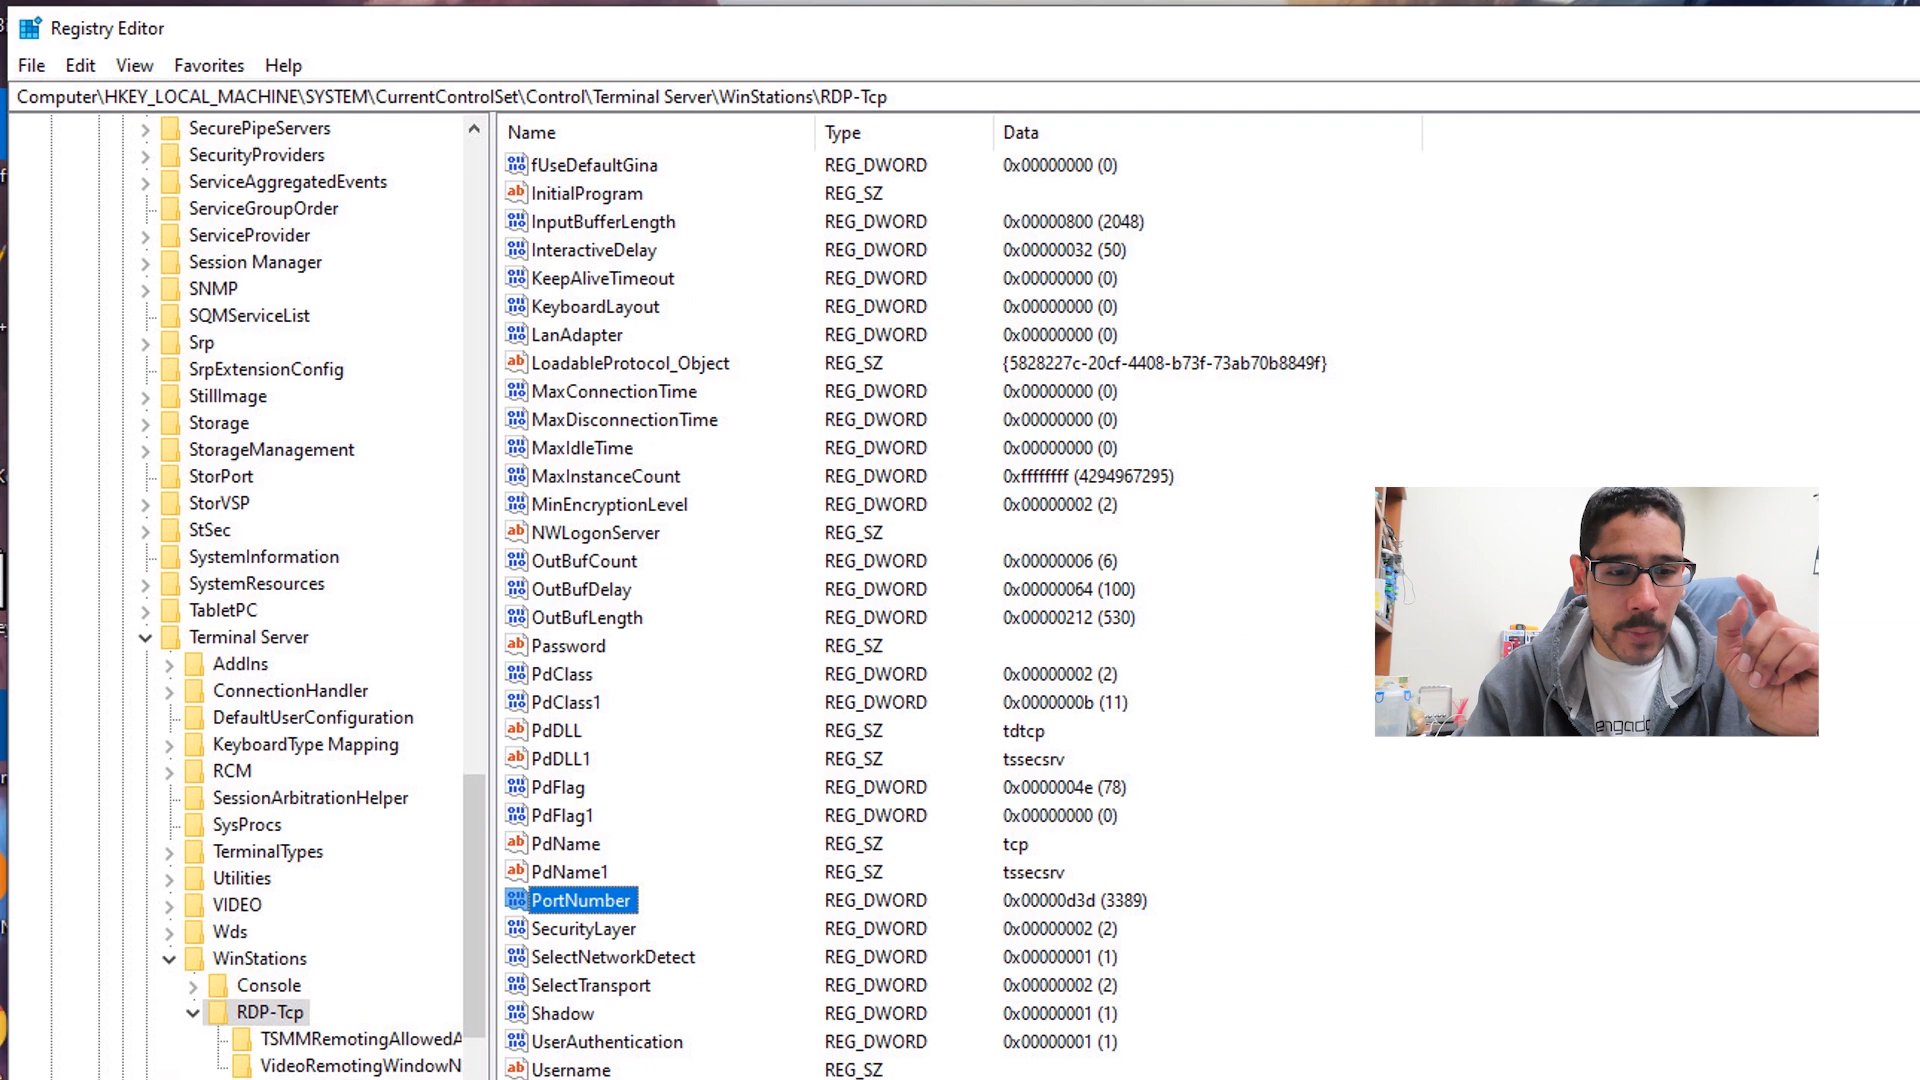 Registry Editor
File Edit View Favorites Help
Computer\HKEY_LOCAL_MACHINE\SYSTEM\CurrentControlSet\Control\Terminal Server\WinStations\RDP-Tcp
SecurePipeServers
SecurityProviders
ServiceAggregatedEvents
ServiceGroupOrder
ServiceProvider
Session Manager
SNMP
SQMServiceList
Srp
SrpExtensionConfig
StillImage
Storage
StorageManagement
StorPort
StorVSP
StSec
SystemInformation
SystemResources
TabletPC
Terminal Server
AddIns
ConnectionHandler
DefaultUserConfiguration
KeyboardType Mapping
RCM
SessionArbitrationHelper
SysProcs
TerminalTypes
Utilities
VIDEO
Wds
WinStations
Console
RDP-Tcp
TSMMRemotingAllowedA
VideoRemotingWindowN
Name Type Data
fUseDefaultGina REG_DWORD 0x00000000 (0)
InitialProgram REG_SZ
InputBufferLength REG_DWORD 0x00000800 (2048)
InteractiveDelay REG_DWORD 0x00000032 (50)
KeepAliveTimeout REG_DWORD 0x00000000 (0)
KeyboardLayout REG_DWORD 0x00000000 (0)
LanAdapter REG_DWORD 0x00000000 (0)
LoadableProtocol_Object REG_SZ {5828227c-20cf-4408-b73f-73ab70b8849f}
MaxConnectionTime REG_DWORD 0x00000000 (0)
MaxDisconnectionTime REG_DWORD 0x00000000 (0)
MaxIdleTime REG_DWORD 0x00000000 (0)
MaxInstanceCount REG_DWORD 0xffffffff (4294967295)
MinEncryptionLevel REG_DWORD 0x00000002 (2)
NWLogonServer REG_SZ
OutBufCount REG_DWORD 0x00000006 (6)
OutBufDelay REG_DWORD 0x00000064 (100)
OutBufLength REG_DWORD 0x00000212 (530)
Password REG_SZ
PdClass REG_DWORD 0x00000002 (2)
PdClass1 REG_DWORD 0x0000000b (11)
PdDLL REG_SZ tdtcp
PdDLL1 REG_SZ tssecsrv
PdFlag REG_DWORD 0x0000004e (78)
PdFlag1 REG_DWORD 0x00000000 (0)
PdName REG_SZ tcp
PdName1 REG_SZ tssecsrv
PortNumber REG_DWORD 0x00000d3d (3389)
SecurityLayer REG_DWORD 0x00000002 (2)
SelectNetworkDetect REG_DWORD 0x00000001 (1)
SelectTransport REG_DWORD 0x00000002 (2)
Shadow REG_DWORD 0x00000001 (1)
UserAuthentication REG_DWORD 0x00000001 (1)
Username REG_SZ
engadg